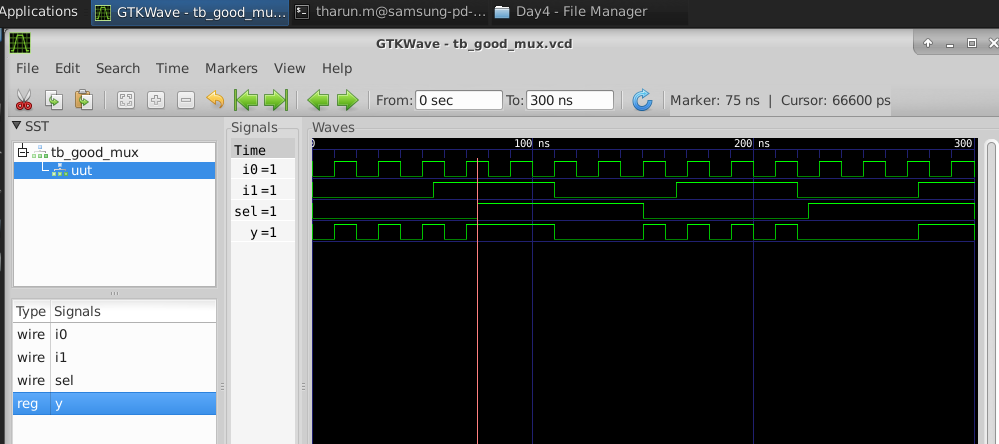 Applications GTKWave - tb_good_mu... tharun.m@samsung-pd-... Day4 - File Manager
GTKWave - tb_good_mux.vcd
File Edit Search Time Markers View Help
From: 0 sec To: 300 ns Marker: 75 ns | Cursor: 66600 ps
SST
tb_good_mux
uut
Type Signals
wire i0
wire i1
wire sel
reg y
Signals
Time
i0=1
i1=1
sel=1
y=1
Waves
0 100 ns 200 ns 300